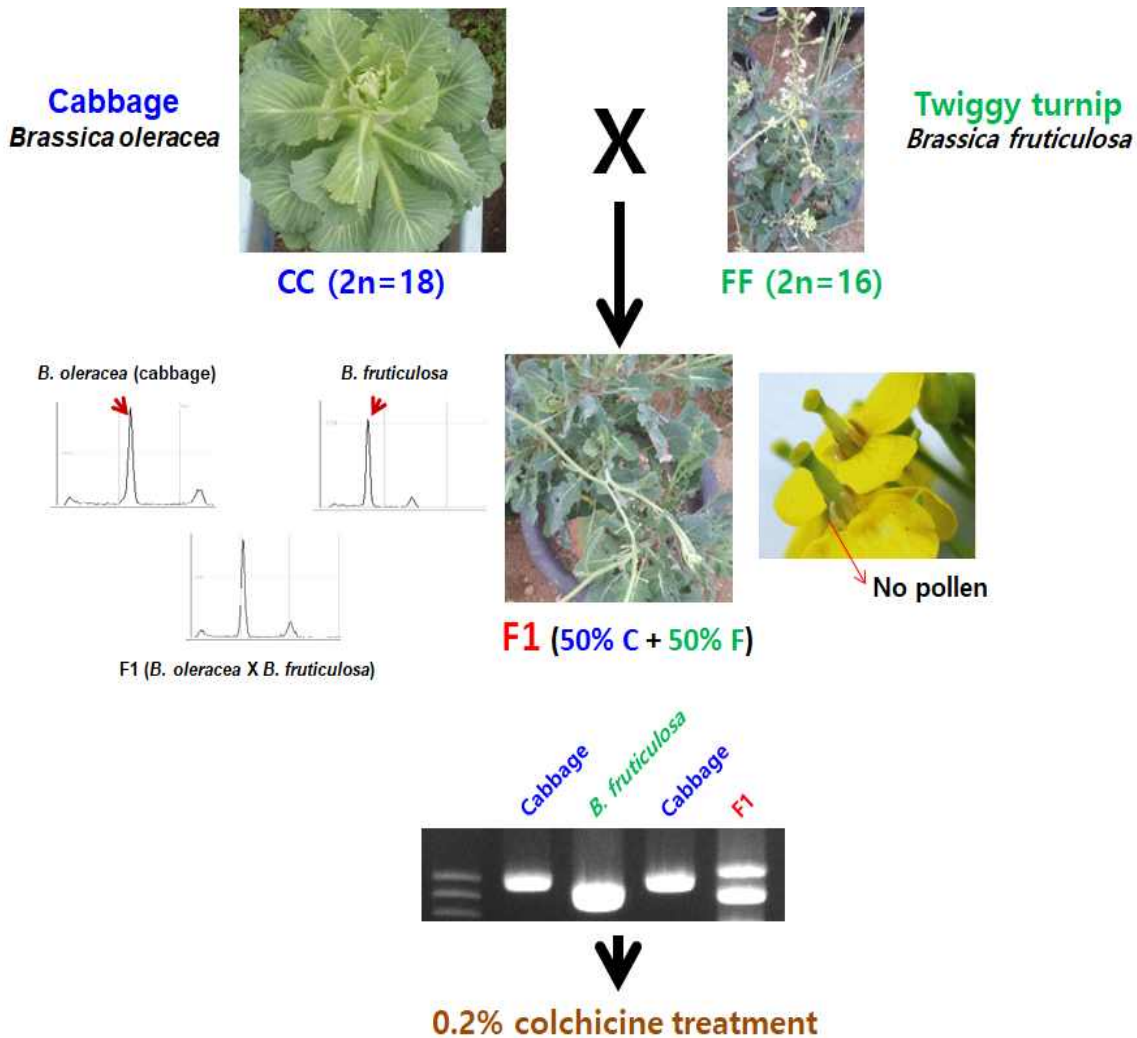 Cabbage
Brassica oleracea
X
Twiggy turnip
Brassica fruticulosa
CC (2n=18)
FF (2n=16)
B. oleracea (cabbage)
B. fruticulosa
F1 (B. oleracea X B. fruticulosa)
No pollen
F1 (50% C + 50% F)
Cabbage
B. fruticulosa
Cabbage
F1
0.2% colchicine treatment